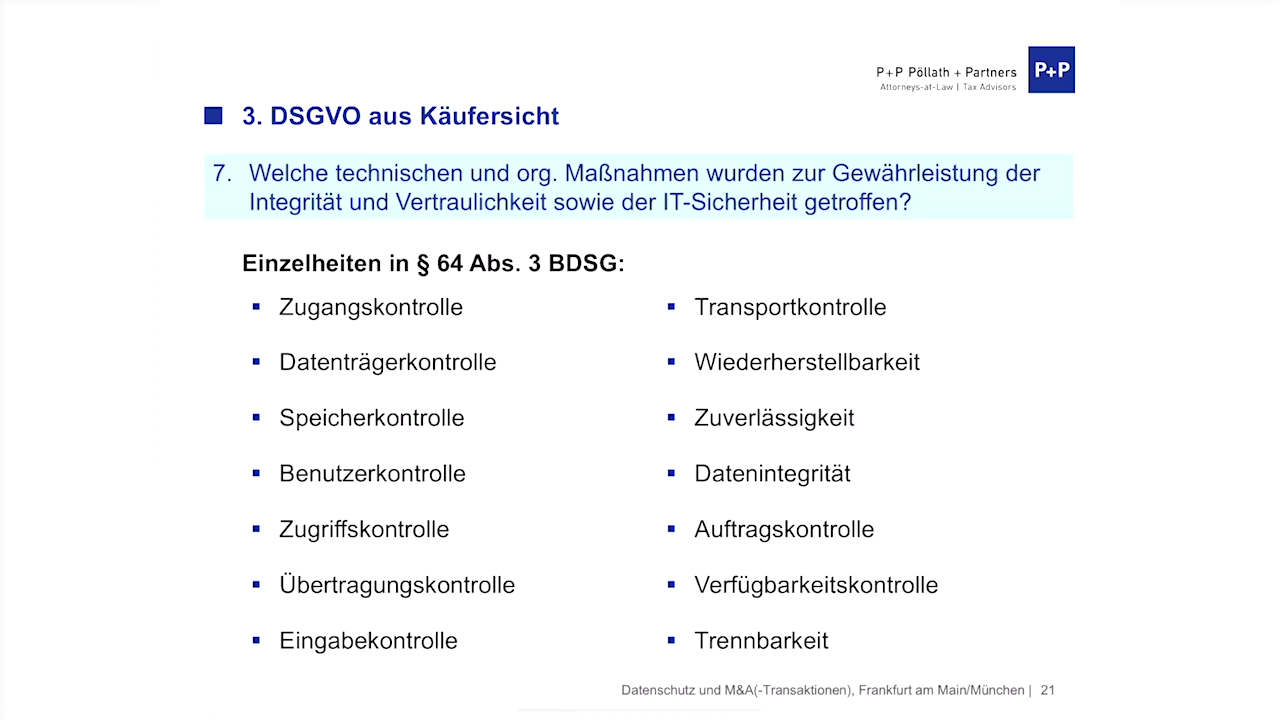 P+P Pöllath + Partners
Attorneys-at-Law | Tax Advisors
P+P
3. DSGVO aus Käufersicht
7. Welche technischen und org. Maßnahmen wurden zur Gewährleistung der
Integrität und Vertraulichkeit sowie der IT-Sicherheit getroffen?
Einzelheiten in § 64 Abs. 3 BDSG:
Zugangskontrolle
Datenträgerkontrolle
Speicherkontrolle
Benutzerkontrolle
Zugriffskontrolle
Übertragungskontrolle
Eingabekontrolle
Transportkontrolle
Wiederherstellbarkeit
Zuverlässigkeit
Datenintegrität
Auftragskontrolle
Verfügbarkeitskontrolle
Trennbarkeit
Datenschutz und M&A(-Transaktionen), Frankfurt am Main/München | 21